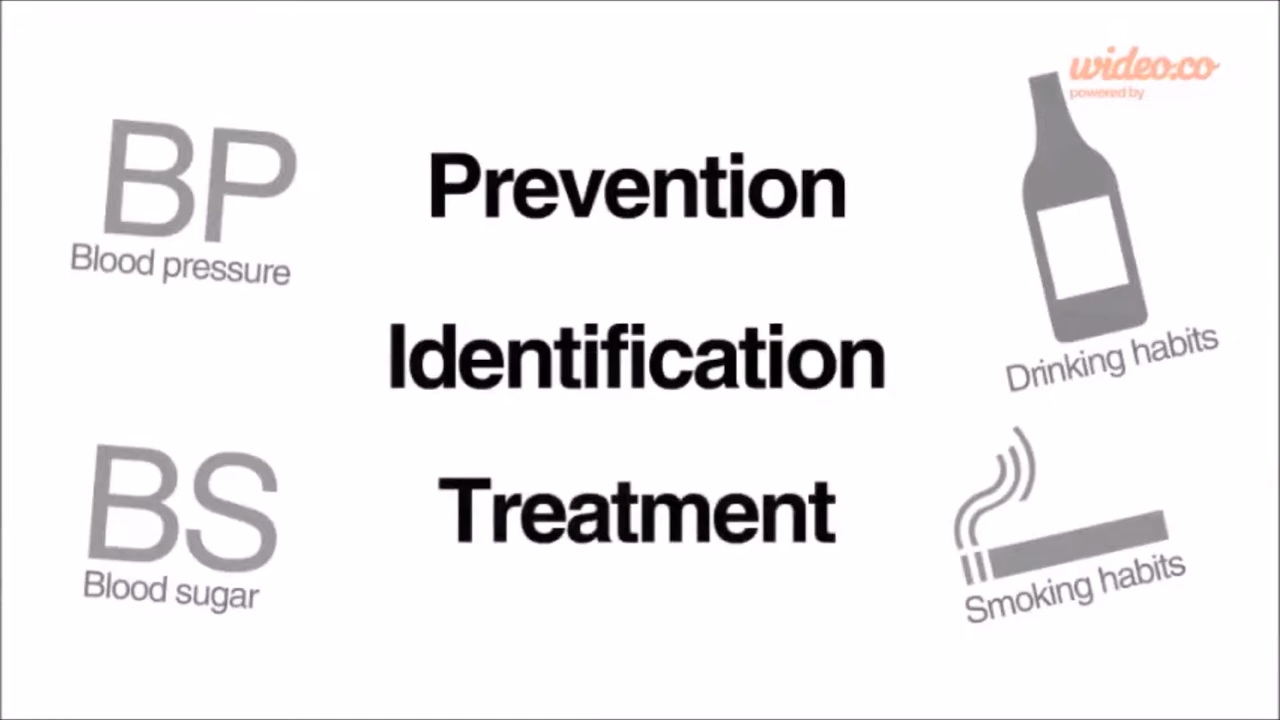 wideo.co
powered by
BP
Blood pressure
Prevention
Identification
Treatment
Drinking habits
BS
Blood sugar
Smoking habits